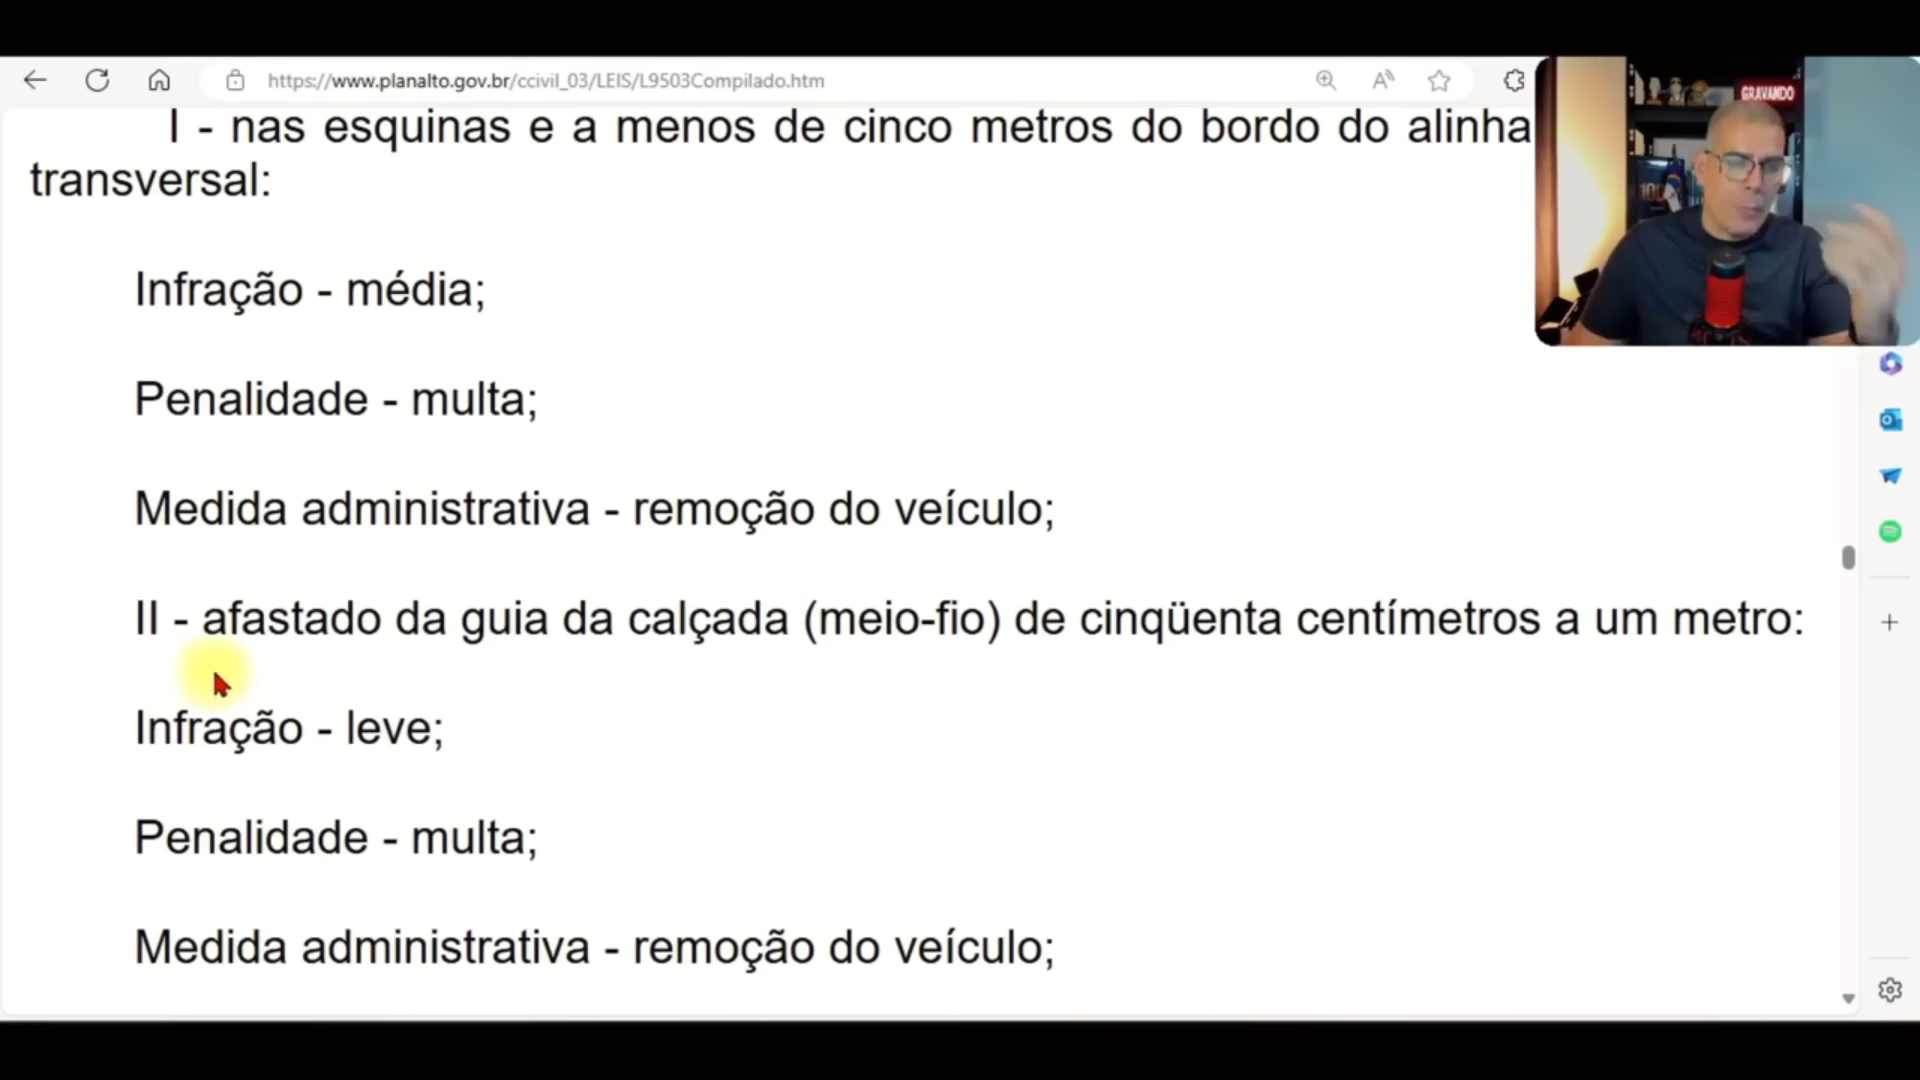 https://www.planalto.gov.br/ccivil_03/LEIS/L9503Compilado.htm
GRAVANDO
I - nas esquinas e a menos de cinco metros do bordo do alinha
transversal:
Infração - média;
Penalidade - multa;
Medida administrativa - remoção do veículo;
II - afastado da guia da calçada (meio-fio) de cinqüenta centímetros a um metro:
Infração - leve;
Penalidade - multa;
Medida administrativa - remoção do veículo;